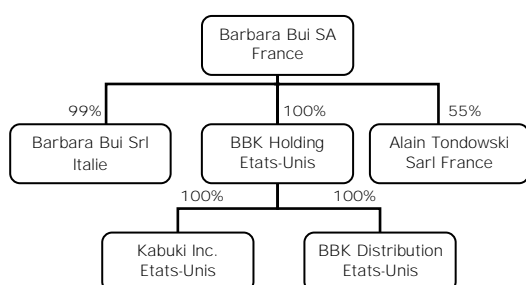 Barbara Bui SA
France
99%
100%
55%
Barbara Bui Srl
Italie
BBK Holding
Etats-Unis
Alain Tondowski
Sarl France
100%
100%
Kabuki Inc.
Etats-Unis
BBK Distribution
Etats-Unis